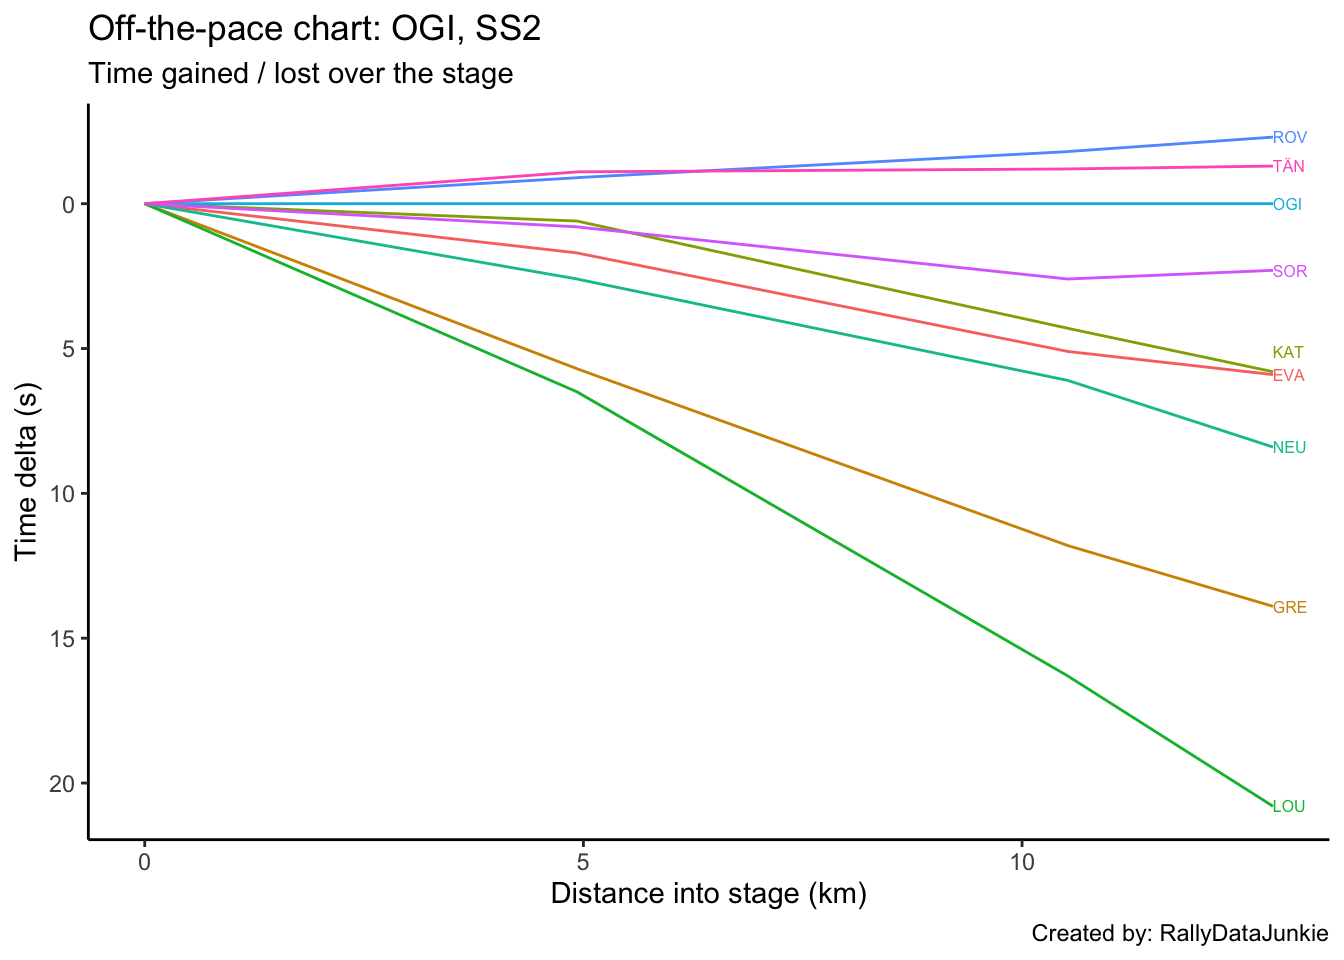 Off-the-pace chart: OGI, SS2
Time gained / lost over the stage
ROV
TÄN
0
OGI
SOR
5
KAT
EVA
NEU
10
GRE
15
20
LOU
Time delta (s)
0 5 10
Distance into stage (km)
Created by: RallyDataJunkie